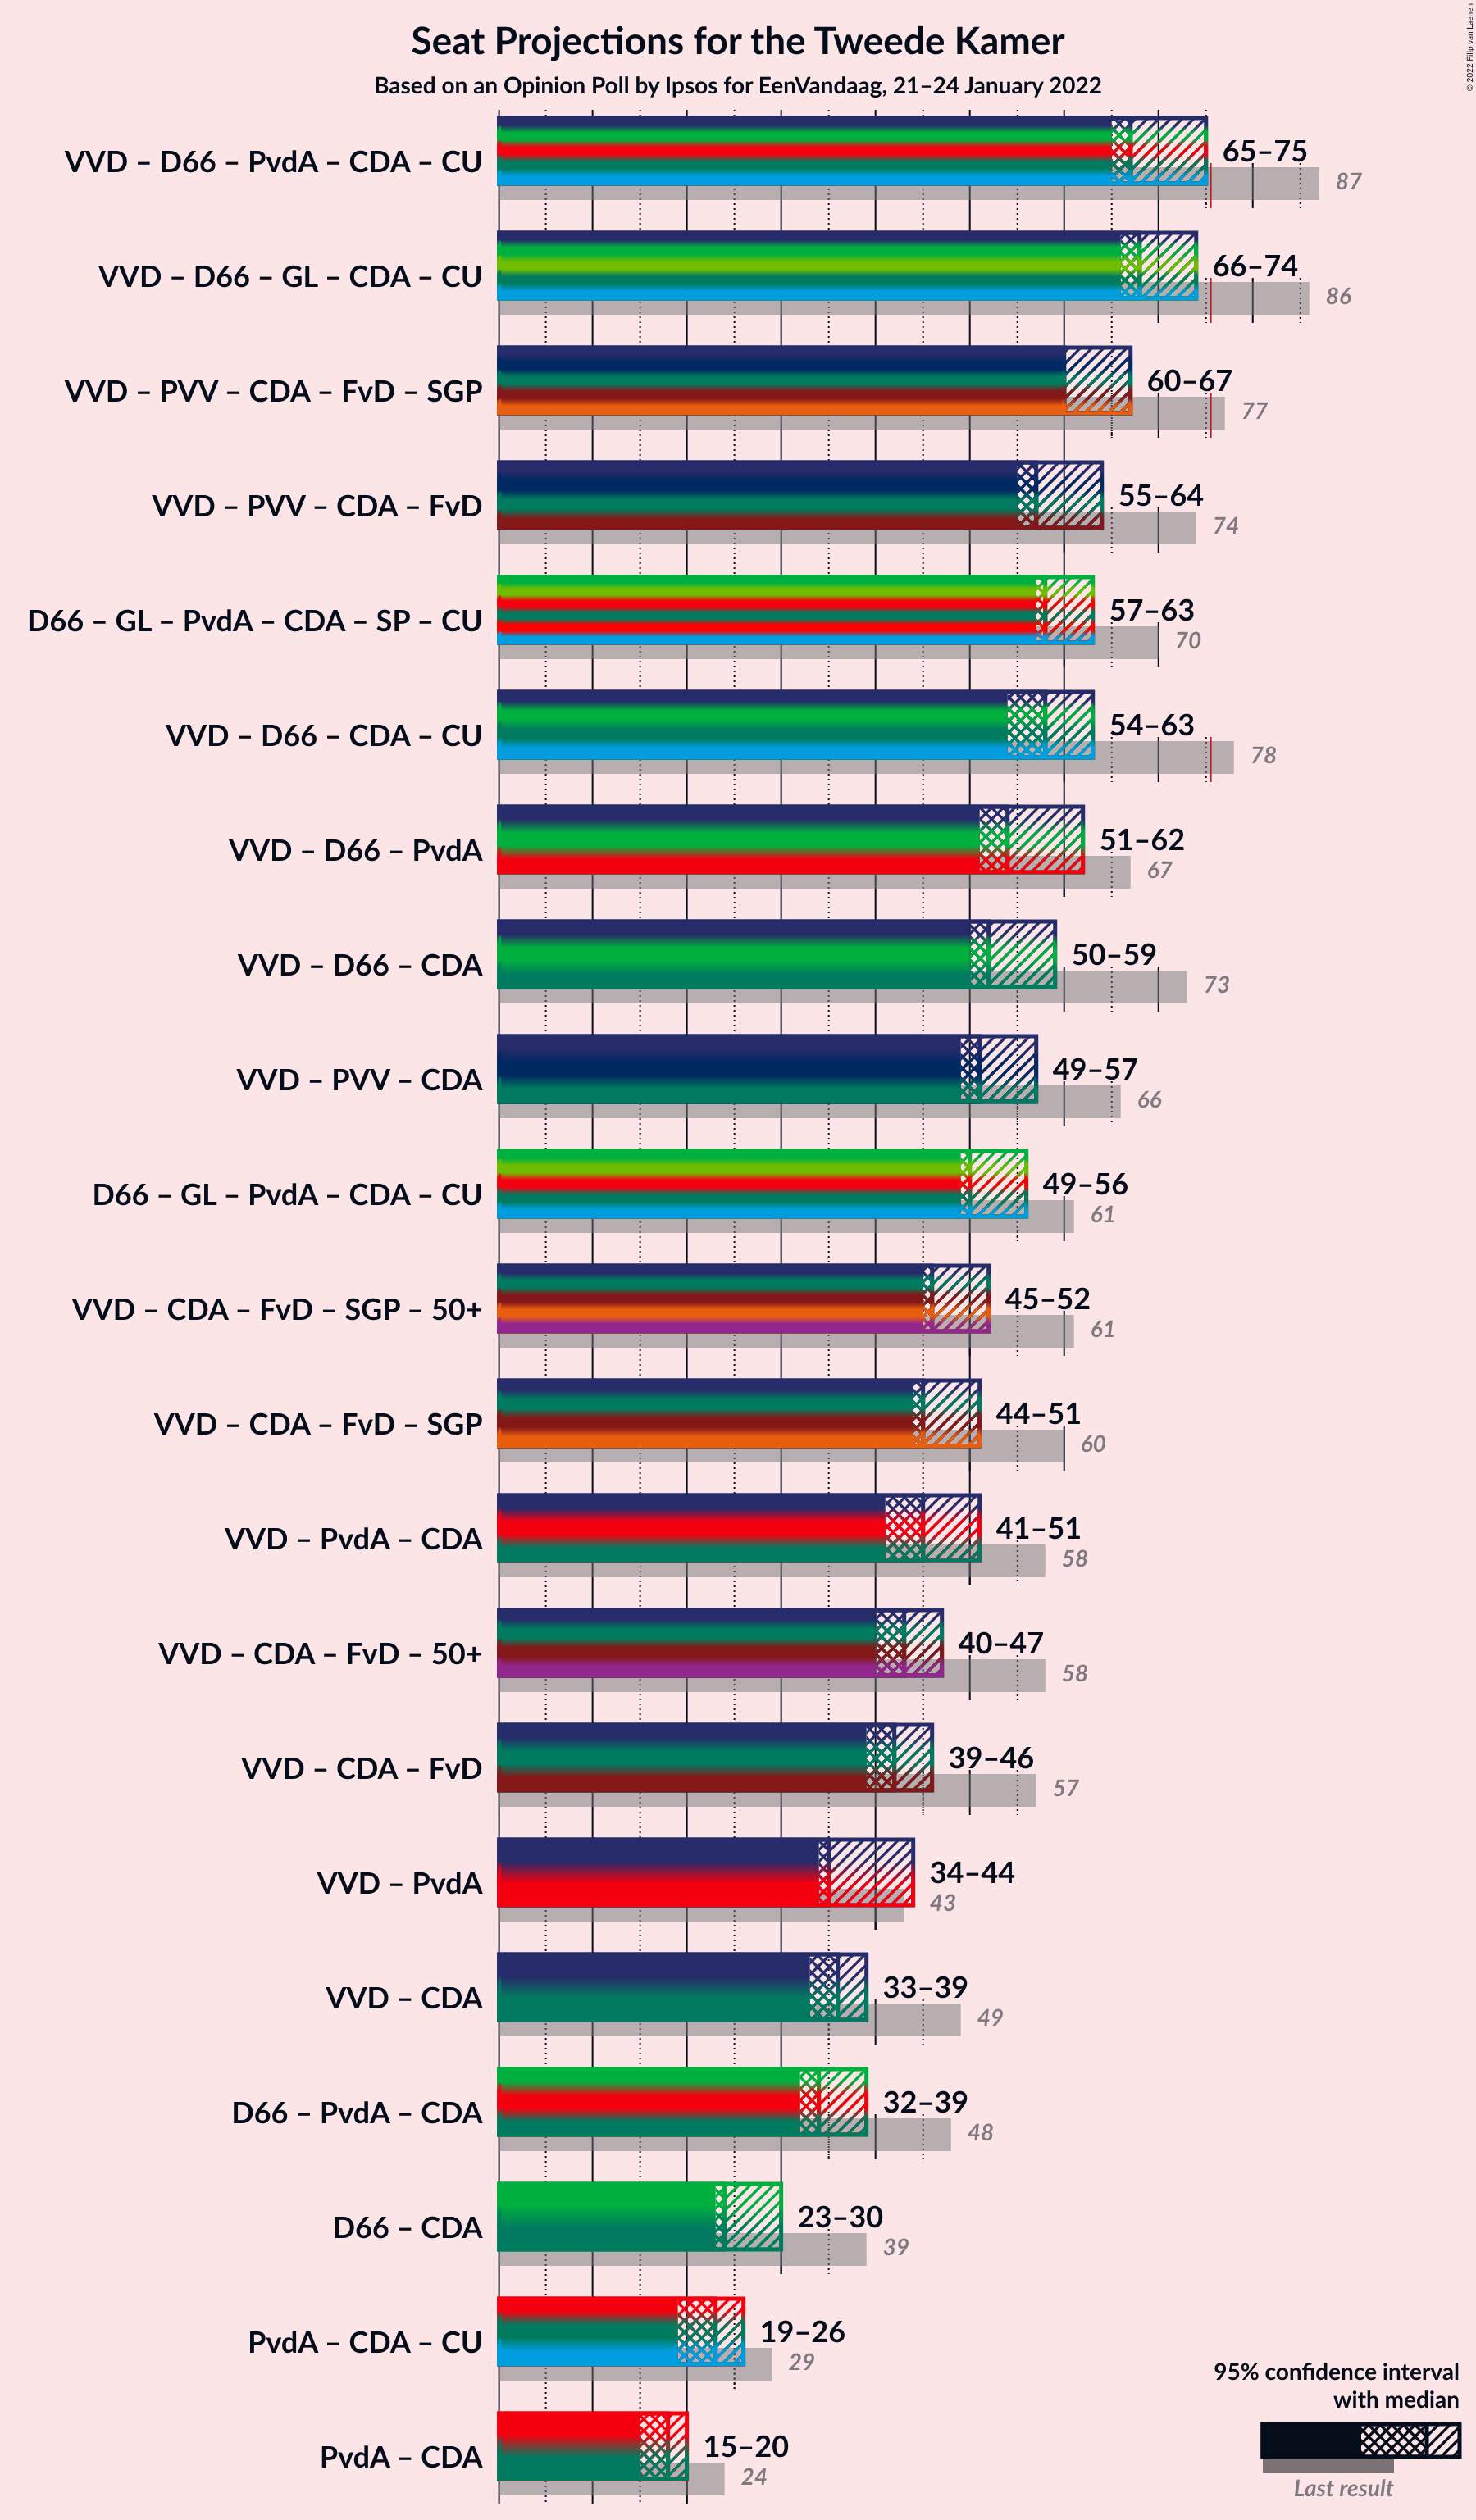 Seat Projections for the Tweede Kamer
Based on an Opinion Poll by Ipsos for EenVandaag, 21–24 January 2022
© 2022 Filip van Laenen
VVD – D66 – PvdA – CDA – CU
65–75
87
VVD – D66 – GL – CDA – CU
66–74
86
VVD – PVV – CDA – FvD – SGP
60–67
77
VVD – PVV – CDA – FvD
55–64
74
D66 – GL – PvdA – CDA – SP – CU
57–63
70
VVD – D66 – CDA – CU
54–63
78
VVD – D66 – PvdA
51–62
67
VVD – D66 – CDA
50–59
73
VVD – PVV – CDA
49–57
66
D66 – GL – PvdA – CDA – CU
49–56
61
VVD – CDA – FvD – SGP – 50+
45–52
61
VVD – CDA – FvD – SGP
44–51
60
VVD – PvdA – CDA
41–51
58
VVD – CDA – FvD – 50+
40–47
58
VVD – CDA – FvD
39–46
57
VVD – PvdA
34–44
43
VVD – CDA
33–39
49
D66 – PvdA – CDA
32–39
48
D66 – CDA
23–30
39
PvdA – CDA – CU
19–26
29
PvdA – CDA
15–20
24
95% confidence interval
with median
Last result